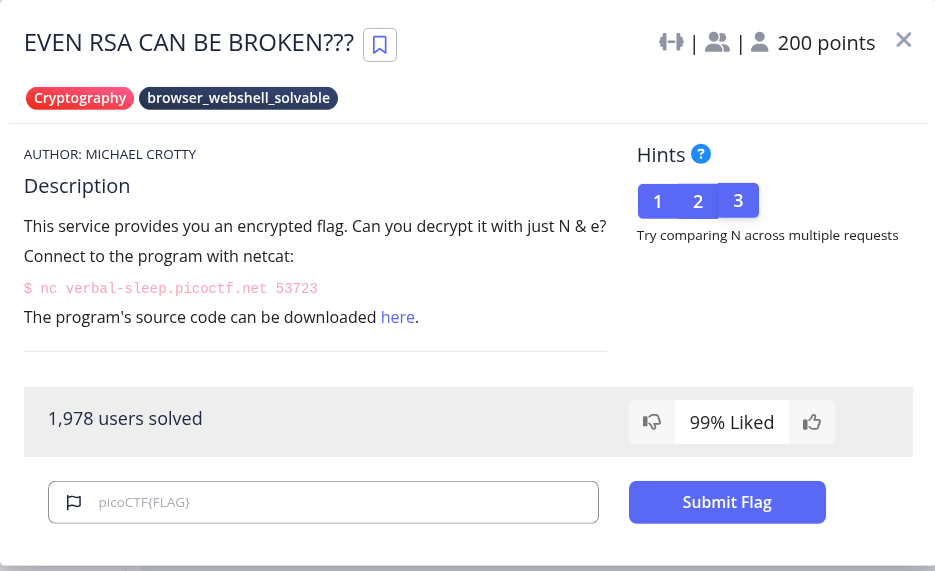 EVEN RSA CAN BE BROKEN???
| | 200 points
Cryptography browser_webshell_solvable
AUTHOR: MICHAEL CROTTY
Hints ?
Description
1 2 3
This service provides you an encrypted flag. Can you decrypt it with just N & e?
Try comparing N across multiple requests
Connect to the program with netcat:
$ nc verbal-sleep.picoctf.net 53723
The program's source code can be downloaded here.
1,978 users solved
99% Liked
picoCTF{FLAG}
Submit Flag